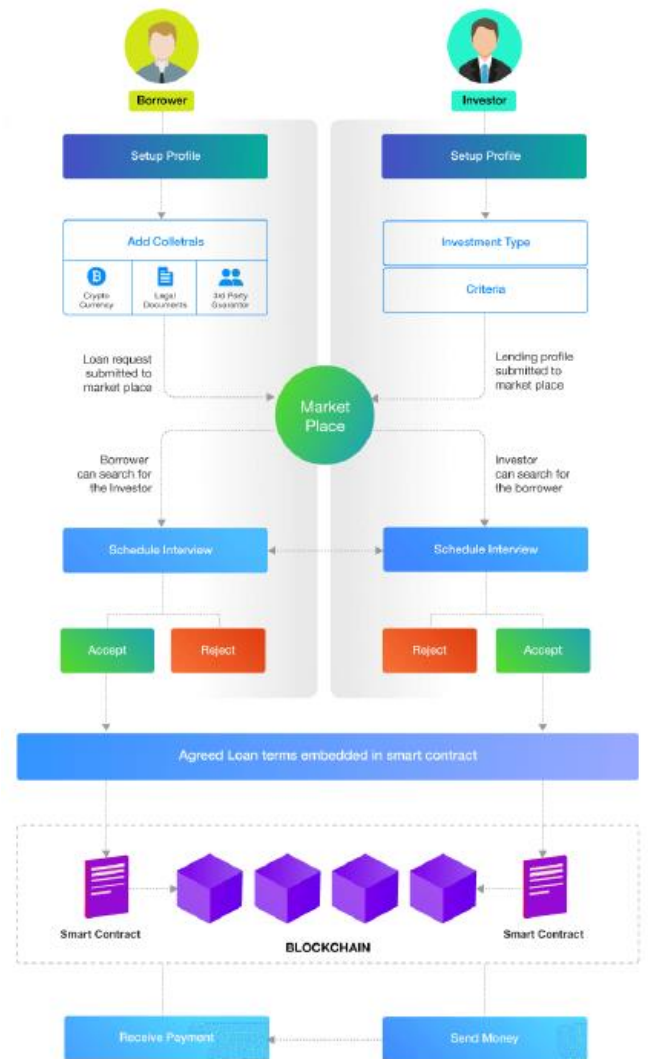 Borrower
Investor
Setup Profile
Setup Profile
Add Colletrals
Crypto
Currency
Legal
Documents
3rd Party
Guarantor
Investment Type
Criteria
Loan request
submitted to
market place
Lending profile
submitted to
market place
Market
Place
Borrower
can search for
the Investor
Investor
can search for
the borrower
Schedule Interview
Schedule Interview
Accept
Reject
Reject
Accept
Agreed Loan terms embedded in smart contract
Smart Contract
Smart Contract
BLOCKCHAIN
Receive Payment
Send Money